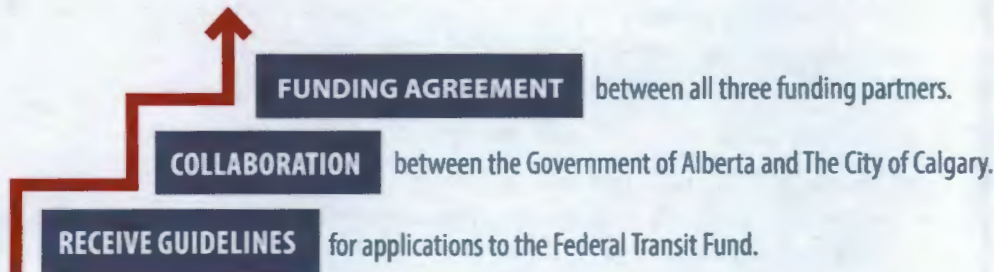 FUNDING AGREEMENT between all three funding partners.
COLLABORATION between the Government of Alberta and The City of Calgary.
RECEIVE GUIDELINES for applications to the Federal Transit Fund.